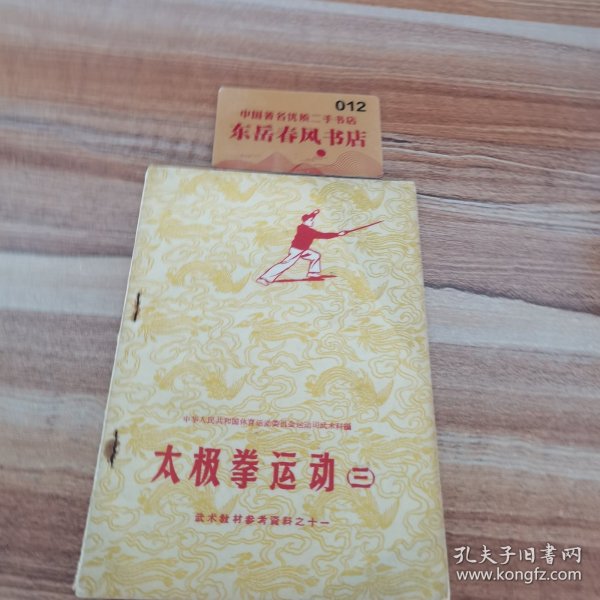 012
中国著名优质二手书店
东岳春风书店
中华人民共和国体育运动委员会运动司武术科编
太极拳运动㊂
武术教材参考资料之十一
孔夫子旧书网
www.kongfz.com